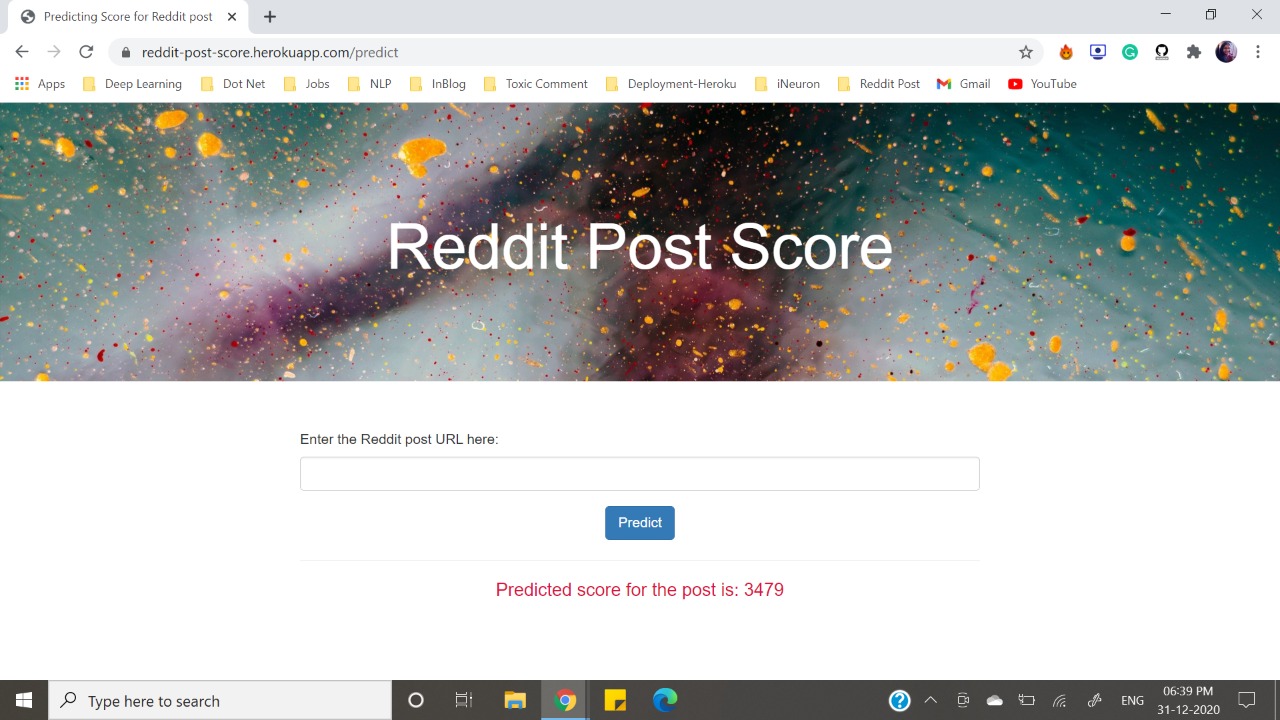 Predicting Score for Reddit post
reddit-post-score.herokuapp.com/predict
Apps Deep Learning Dot Net Jobs NLP InBlog Toxic Comment Deployment-Heroku iNeuron Reddit Post Gmail YouTube
Reddit Post Score
Enter the Reddit post URL here:
Predict
Predicted score for the post is: 3479
Type here to search
ENG
06:39 PM
31-12-2020